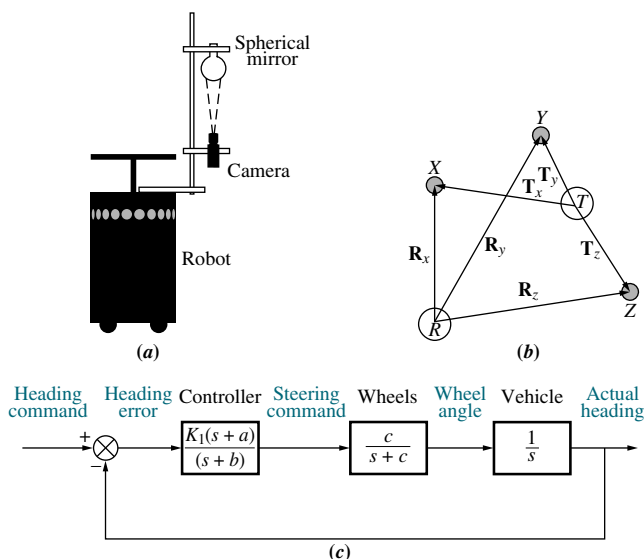 Spherical
mirror
Camera
Robot
(a)
Y
X
T
T_x
T_y
R_x
R_y
T_z
R_z
R
Z
(b)
Heading
command
Heading
error
Controller
Steering
command
Wheels
Wheel
angle
Vehicle
Actual
heading
+
−
K₁(s + a)
(s + b)
c
s + c
1
s
(c)